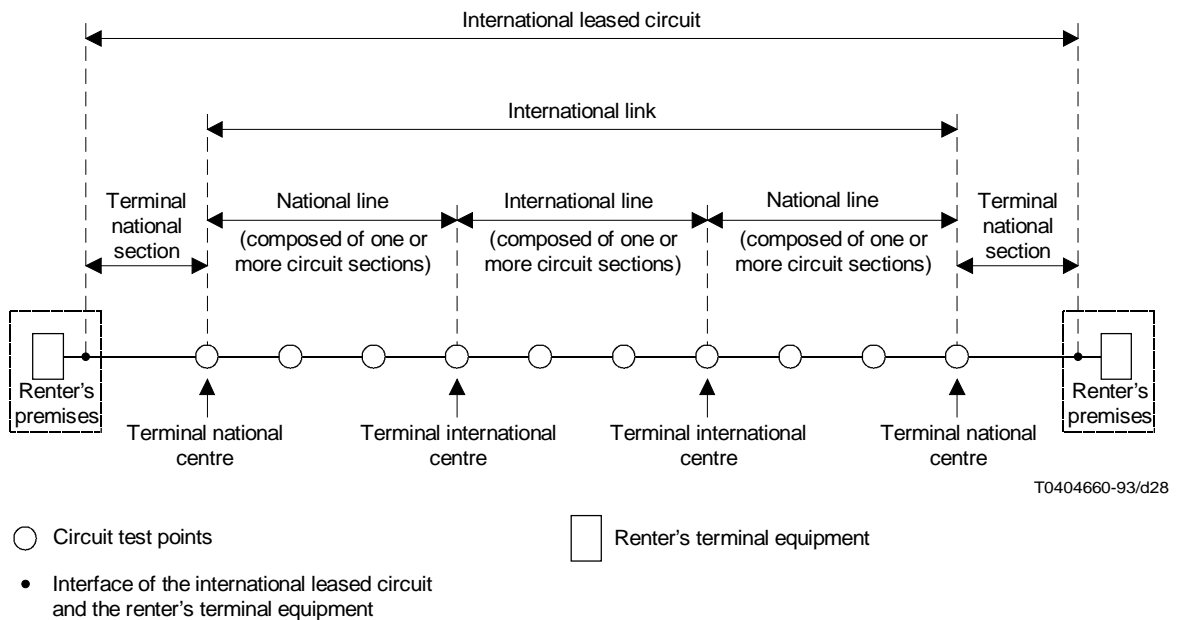 International leased circuit
International link
Terminal
national
section
National line
(composed of one or
more circuit sections)
International line
(composed of one or
more circuit sections)
National line
(composed of one or
more circuit sections)
Terminal
national
section
Renter's
premises
Renter's
premises
Terminal national
centre
Terminal international
centre
Terminal international
centre
Terminal national
centre
T0404660-93/d28
Circuit test points
Renter's terminal equipment
Interface of the international leased circuit
and the renter's terminal equipment